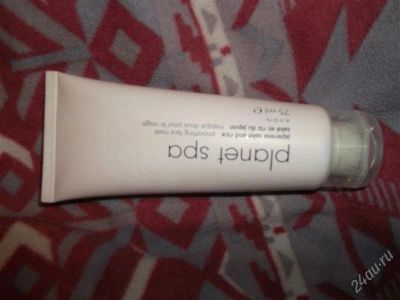 planet spa
japanese sake and rice
smoothing face mask
saké et riz du japon
masque doux pour le visage
AVON
75 ml e
24au.ru